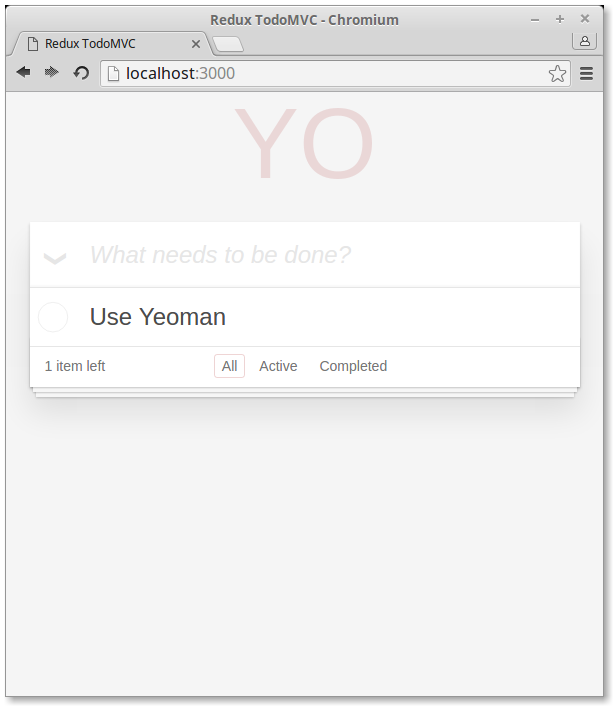 Redux TodoMVC - Chromium
Redux TodoMVC
localhost:3000
YO
What needs to be done?
Use Yeoman
1 item left All Active Completed